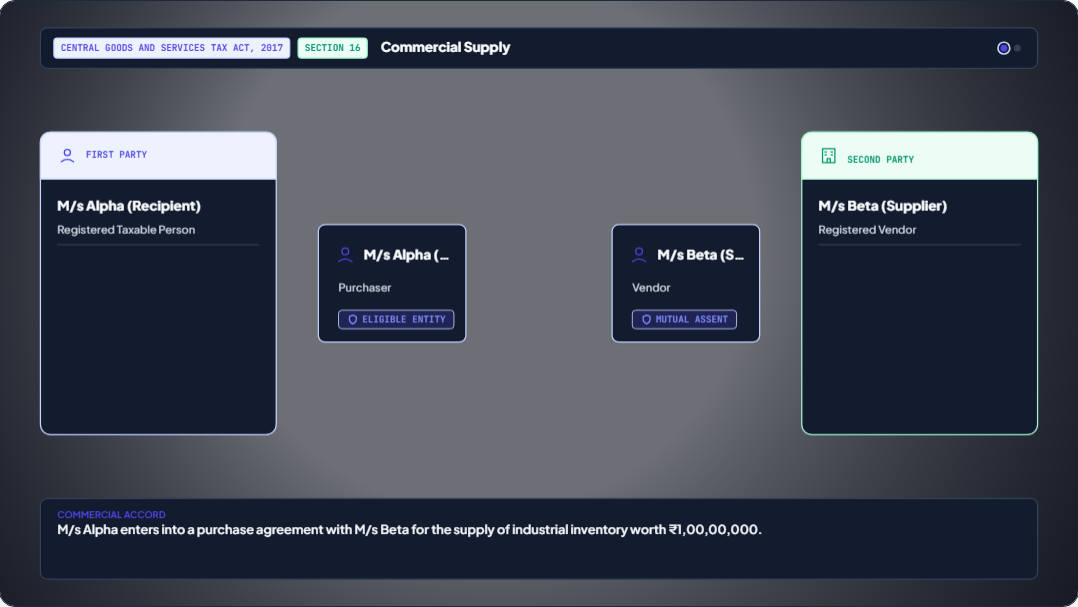 CENTRAL GOODS AND SERVICES TAX ACT, 2017
SECTION 16
Commercial Supply
FIRST PARTY
M/s Alpha (Recipient)
Registered Taxable Person
M/s Alpha (...
Purchaser
ELIGIBLE ENTITY
M/s Beta (S...
Vendor
MUTUAL ASSENT
SECOND PARTY
M/s Beta (Supplier)
Registered Vendor
COMMERCIAL ACCORD
M/s Alpha enters into a purchase agreement with M/s Beta for the supply of industrial inventory worth ₹1,00,00,000.